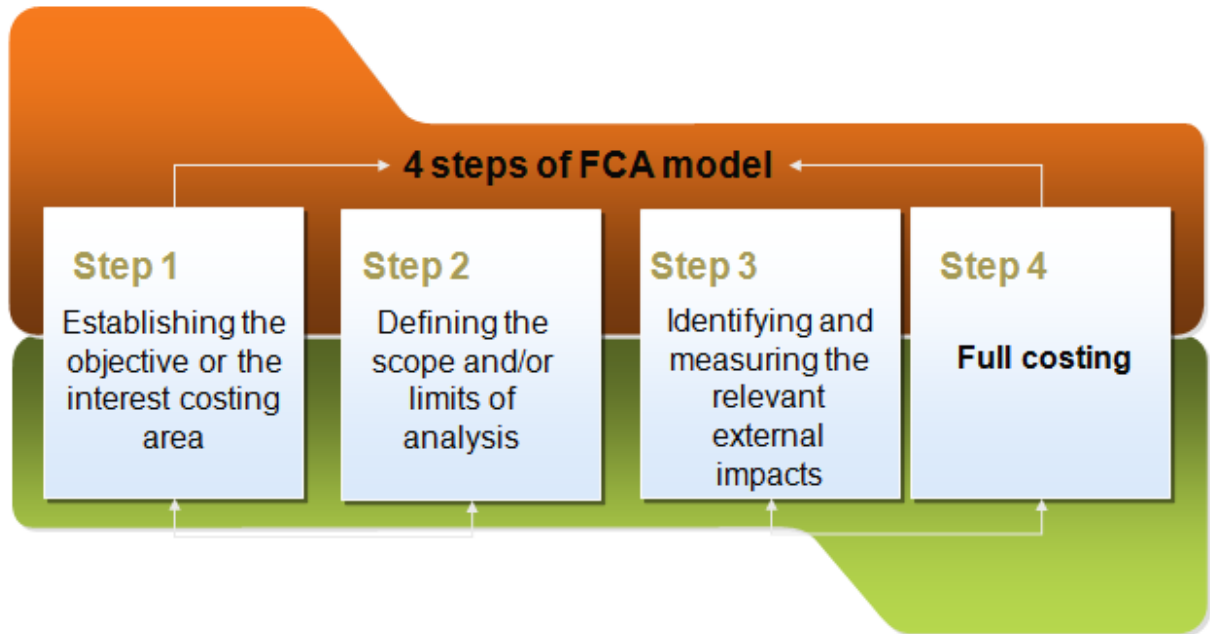 4 steps of FCA model
Step 1
Establishing the
objective or the
interest costing
area
Step 2
Defining the
scope and/or
limits of
analysis
Step 3
Identifying and
measuring the
relevant
external
impacts
Step 4
Full costing